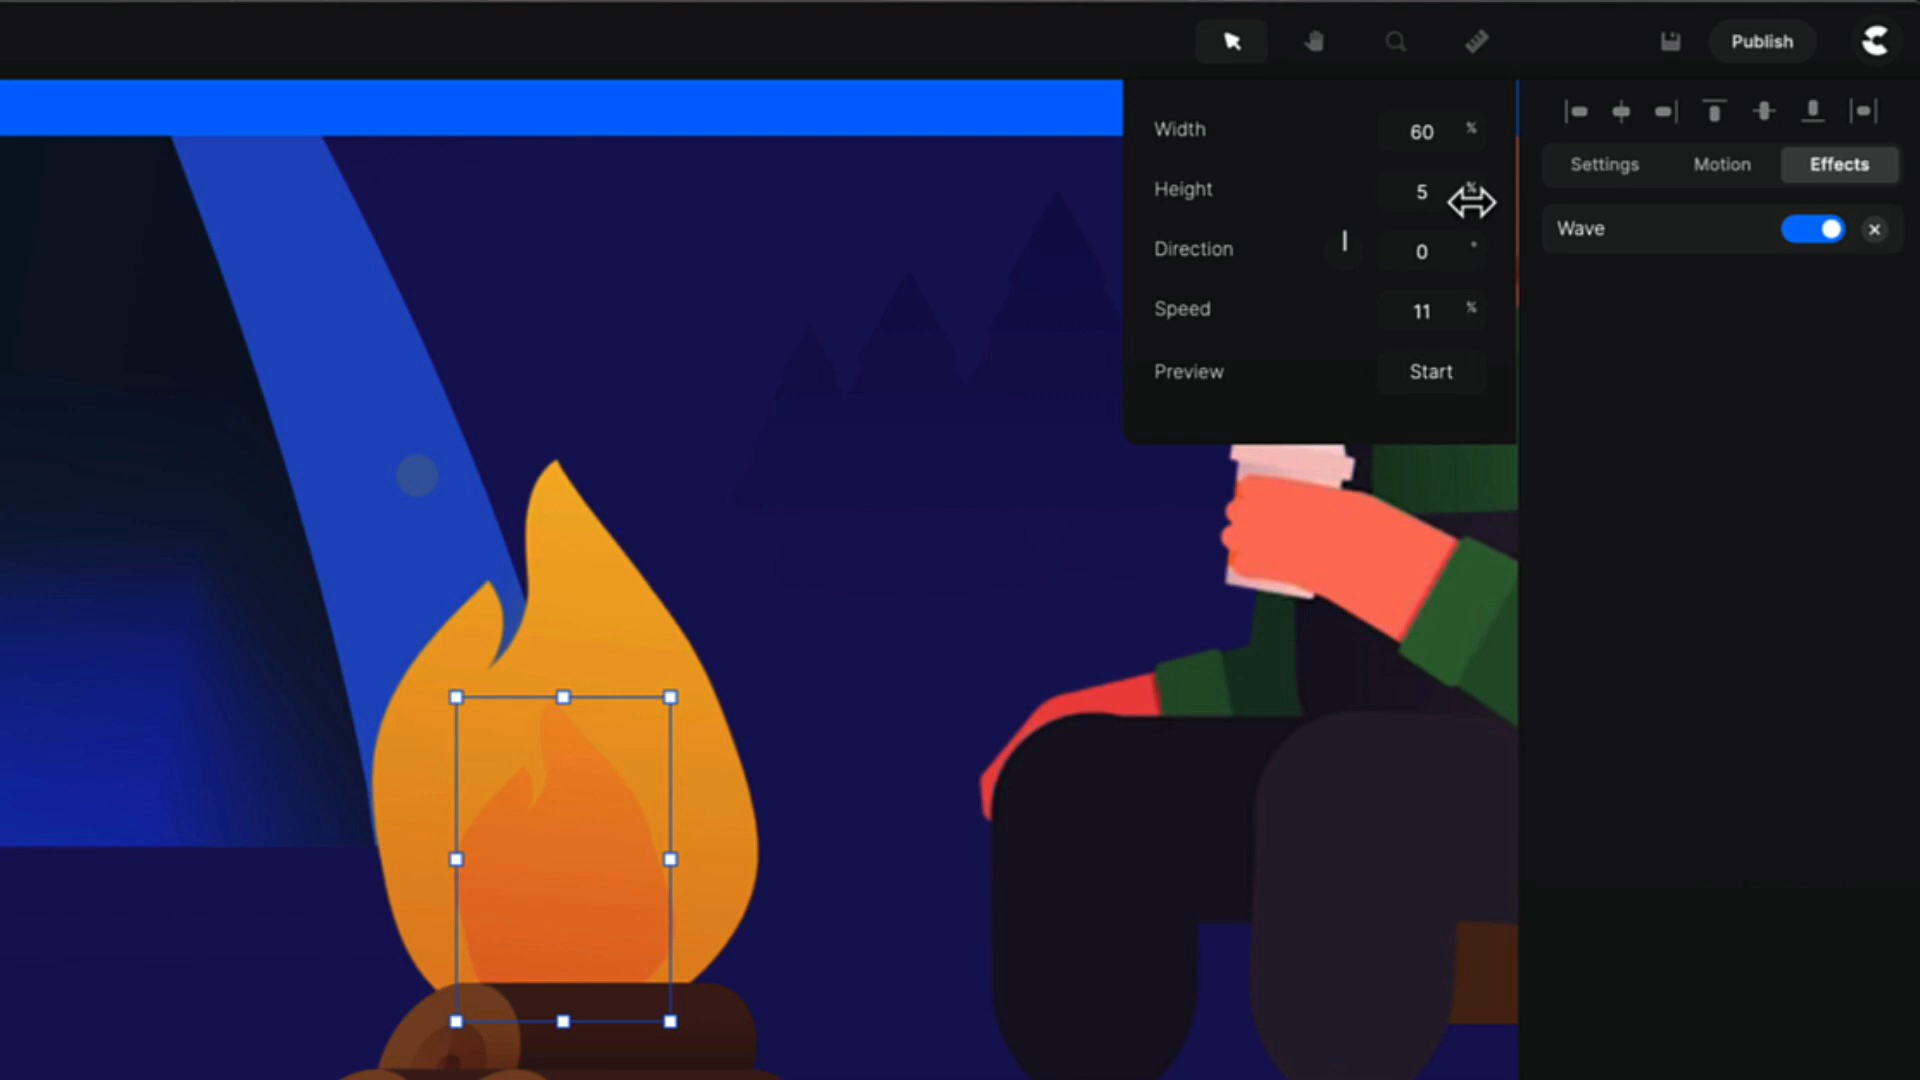 Publish
Width 60 %
Height 5 %
Direction 0 °
Speed 11 %
Preview Start
Settings Motion Effects
Wave